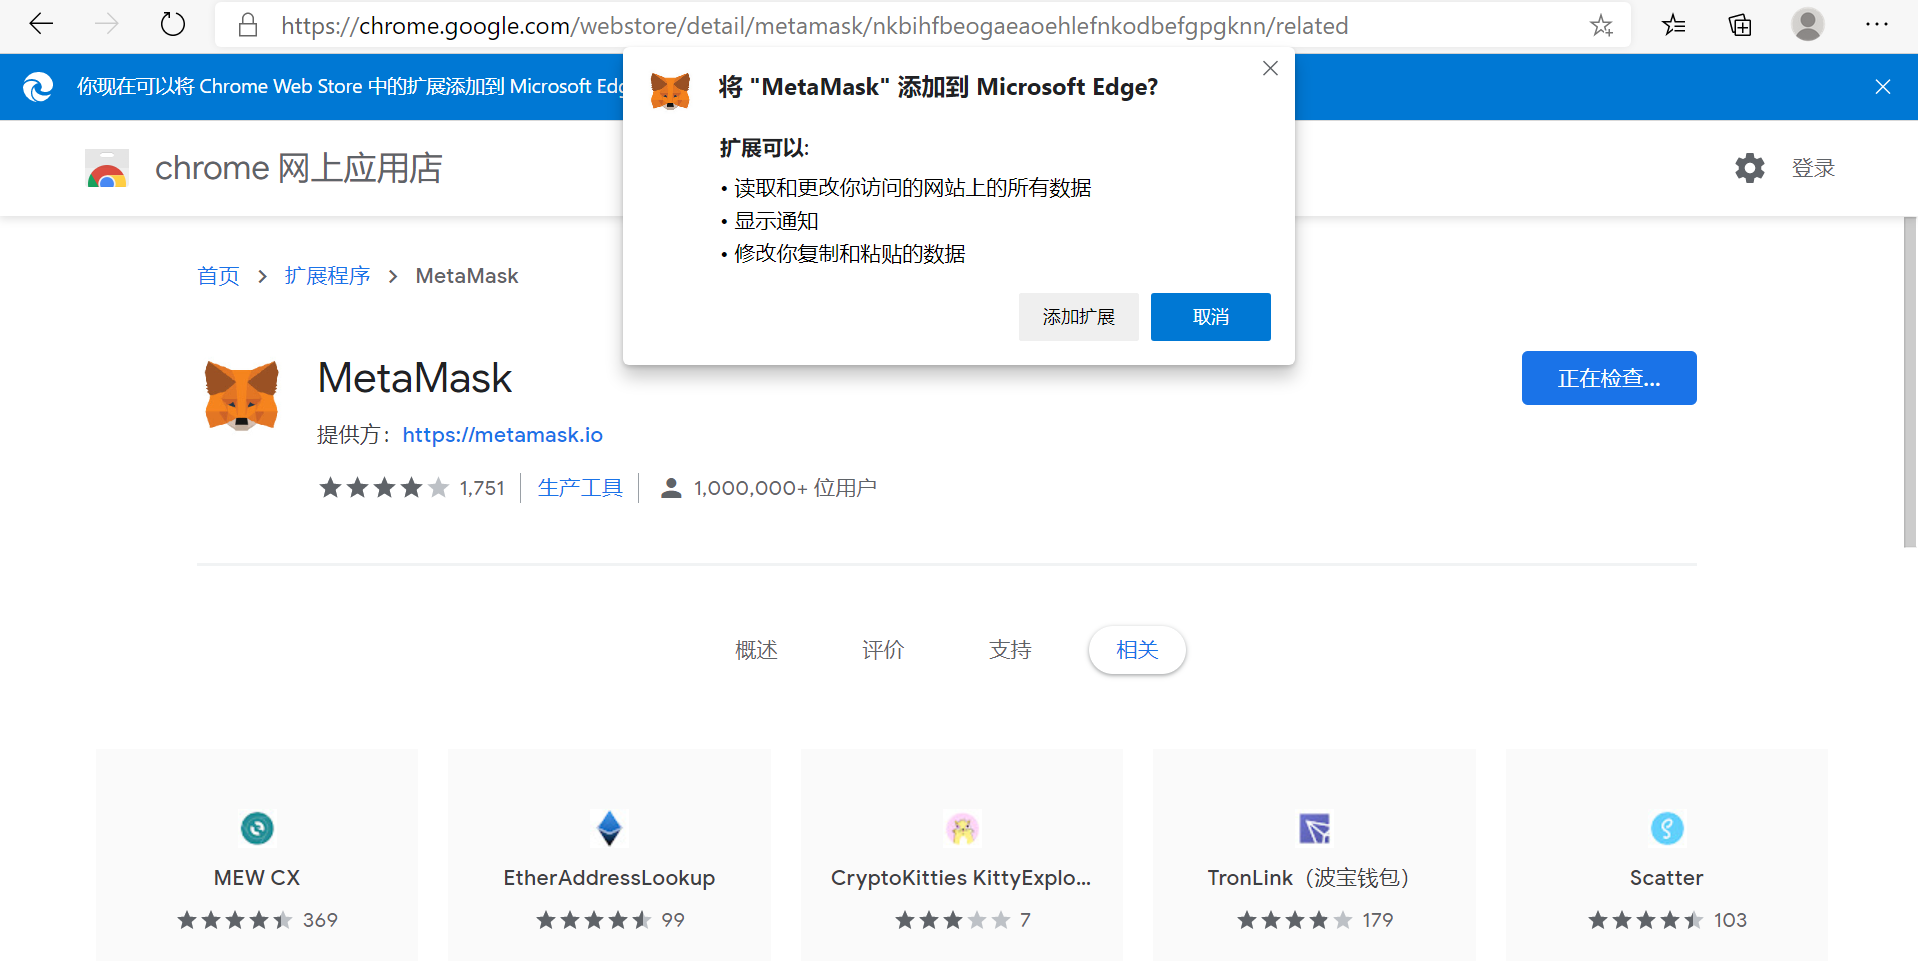 https://chrome.google.com/webstore/detail/metamask/nkbihfbeogaeaoehlefnkodbefgpgknn/related
你现在可以将 Chrome Web Store 中的扩展添加到 Microsoft Edg
将 "MetaMask" 添加到 Microsoft Edge?
扩展可以:
• 读取和更改你访问的网站上的所有数据
• 显示通知
• 修改你复制和粘贴的数据
添加扩展 取消
chrome 网上应用店 登录
首页 > 扩展程序 > MetaMask
MetaMask
正在检查...
提供方: https://metamask.io
1,751 生产工具 1,000,000+ 位用户
概述 评价 支持 相关
MEW CX
369
EtherAddressLookup
99
CryptoKitties KittyExplo...
7
TronLink（波宝钱包）
179
Scatter
103